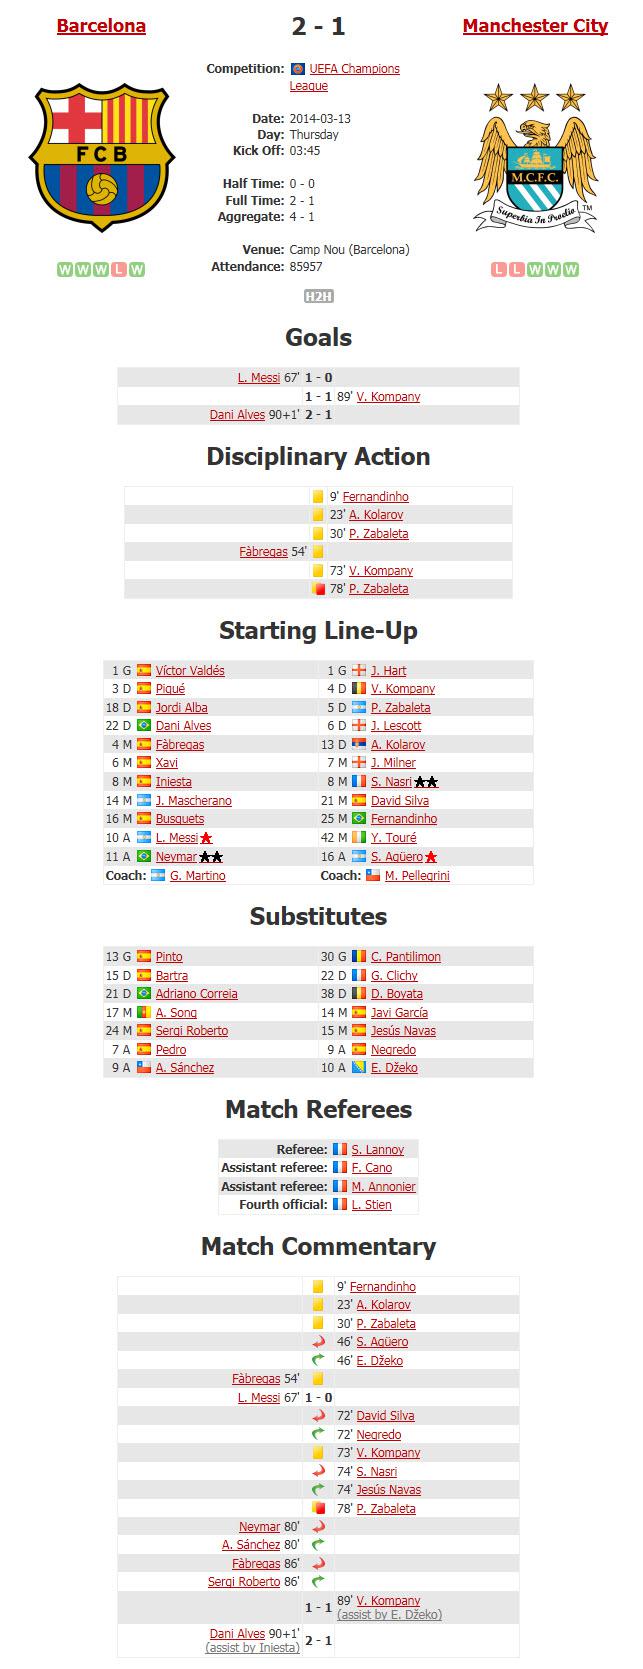 Barcelona 2 - 1 Manchester City
Competition: UEFA Champions
League
Date: 2014-03-13
Day: Thursday
Kick Off: 03:45
Half Time: 0 - 0
Full Time: 2 - 1
Aggregate: 4 - 1
Venue: Camp Nou (Barcelona)
Attendance: 85957
F C B
M.C.F.C.
Superbia In Proelio TM
W W W L W
L L W W W
H2H
Goals
L. Messi 67' 1 - 0
1 - 1 89' V. Kompany
Dani Alves 90+1' 2 - 1
Disciplinary Action
9' Fernandinho
23' A. Kolarov
30' P. Zabaleta
Fàbregas 54'
73' V. Kompany
78' P. Zabaleta
Starting Line-Up
1 G Víctor Valdés 1 G J. Hart
3 D Piqué 4 D V. Kompany
18 D Jordi Alba 5 D P. Zabaleta
22 D Dani Alves 6 D J. Lescott
4 M Fàbregas 13 D A. Kolarov
6 M Xavi 7 M J. Milner
8 M Iniesta 8 M S. Nasri
14 M J. Mascherano 21 M David Silva
16 M Busquets 25 M Fernandinho
10 A L. Messi 42 M Y. Touré
11 A Neymar 16 A S. Agüero
Coach: G. Martino Coach: M. Pellegrini
Substitutes
13 G Pinto 30 G C. Pantilimon
15 D Bartra 22 D G. Clichy
21 D Adriano Correia 38 D D. Boyata
17 M A. Song 14 M Javi García
24 M Sergi Roberto 15 M Jesús Navas
7 A Pedro 9 A Negredo
9 A A. Sánchez 10 A E. Džeko
Match Referees
Referee: S. Lannoy
Assistant referee: F. Cano
Assistant referee: M. Annonier
Fourth official: L. Stien
Match Commentary
9' Fernandinho
23' A. Kolarov
30' P. Zabaleta
46' S. Agüero
46' E. Džeko
Fàbregas 54'
L. Messi 67' 1 - 0
72' David Silva
72' Negredo
73' V. Kompany
74' S. Nasri
74' Jesús Navas
78' P. Zabaleta
Neymar 80'
A. Sánchez 80'
Fàbregas 86'
Sergi Roberto 86'
1 - 1 89' V. Kompany
(assist by E. Džeko)
Dani Alves 90+1' 2 - 1
(assist by Iniesta)